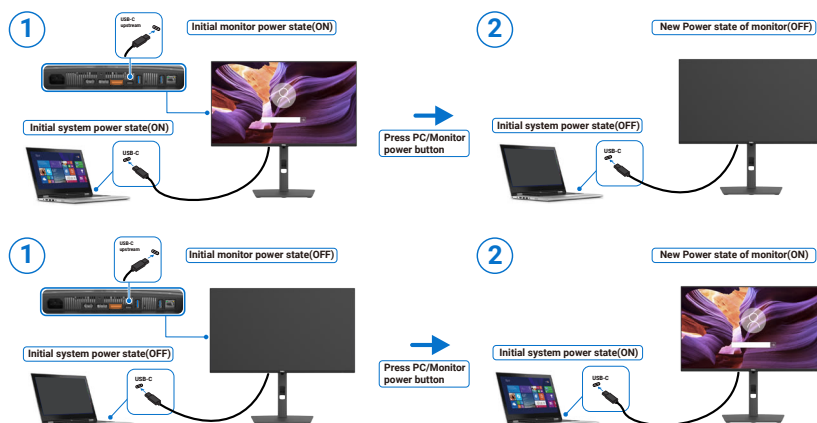 1
USB-C
upstream
Initial monitor power state(ON)
Initial system power state(ON)
USB-C
Press PC/Monitor
power button
2
New Power state of monitor(OFF)
Initial system power state(OFF)
USB-C
1
USB-C
upstream
Initial monitor power state(OFF)
Initial system power state(OFF)
USB-C
Press PC/Monitor
power button
2
New Power state of monitor(ON)
Initial system power state(ON)
USB-C